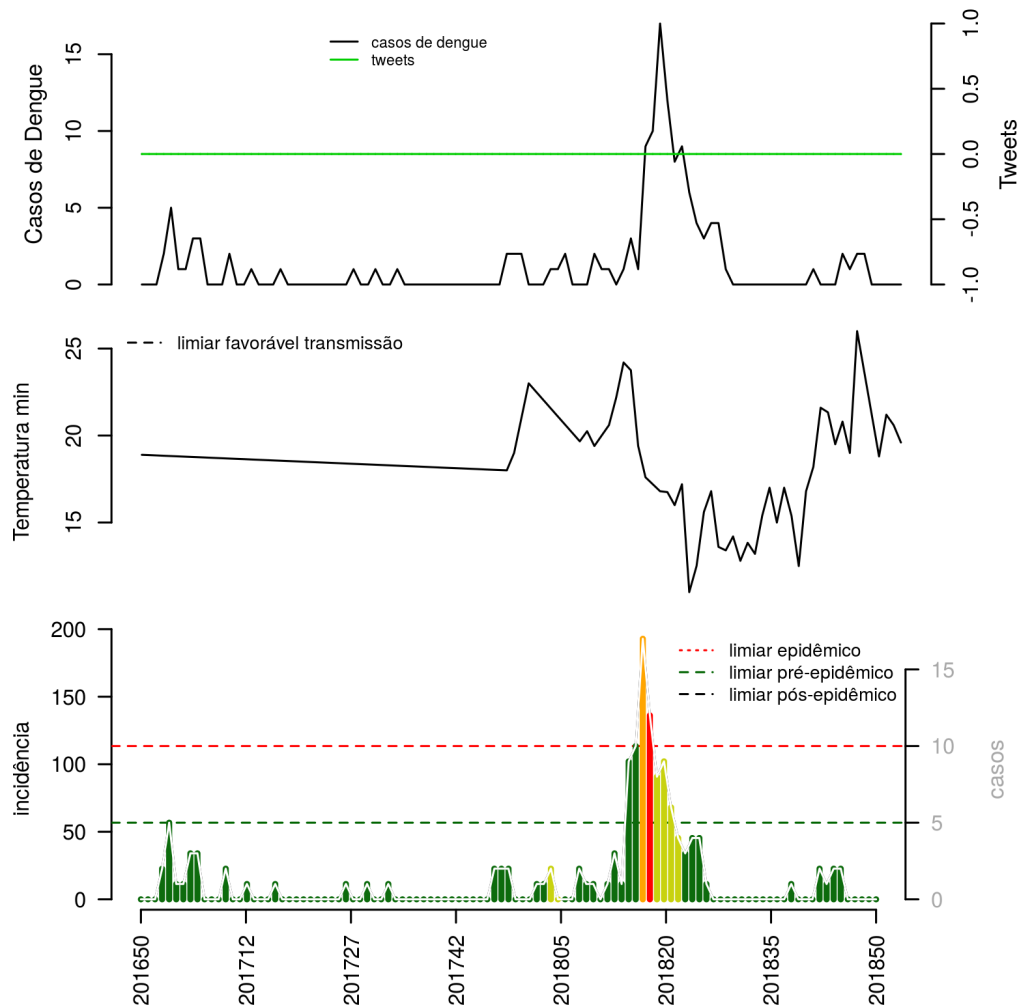 casos de dengue
tweets
Casos de Dengue
0
5
10
15
-1.0
-0.5
0.0
0.5
1.0
Tweets
limiar favorável transmissão
Temperatura min
15
20
25
limiar epidêmico
limiar pré-epidêmico
limiar pós-epidêmico
incidência
0
50
100
150
200
0
5
10
15
casos
201650
201712
201727
201742
201805
201820
201835
201850